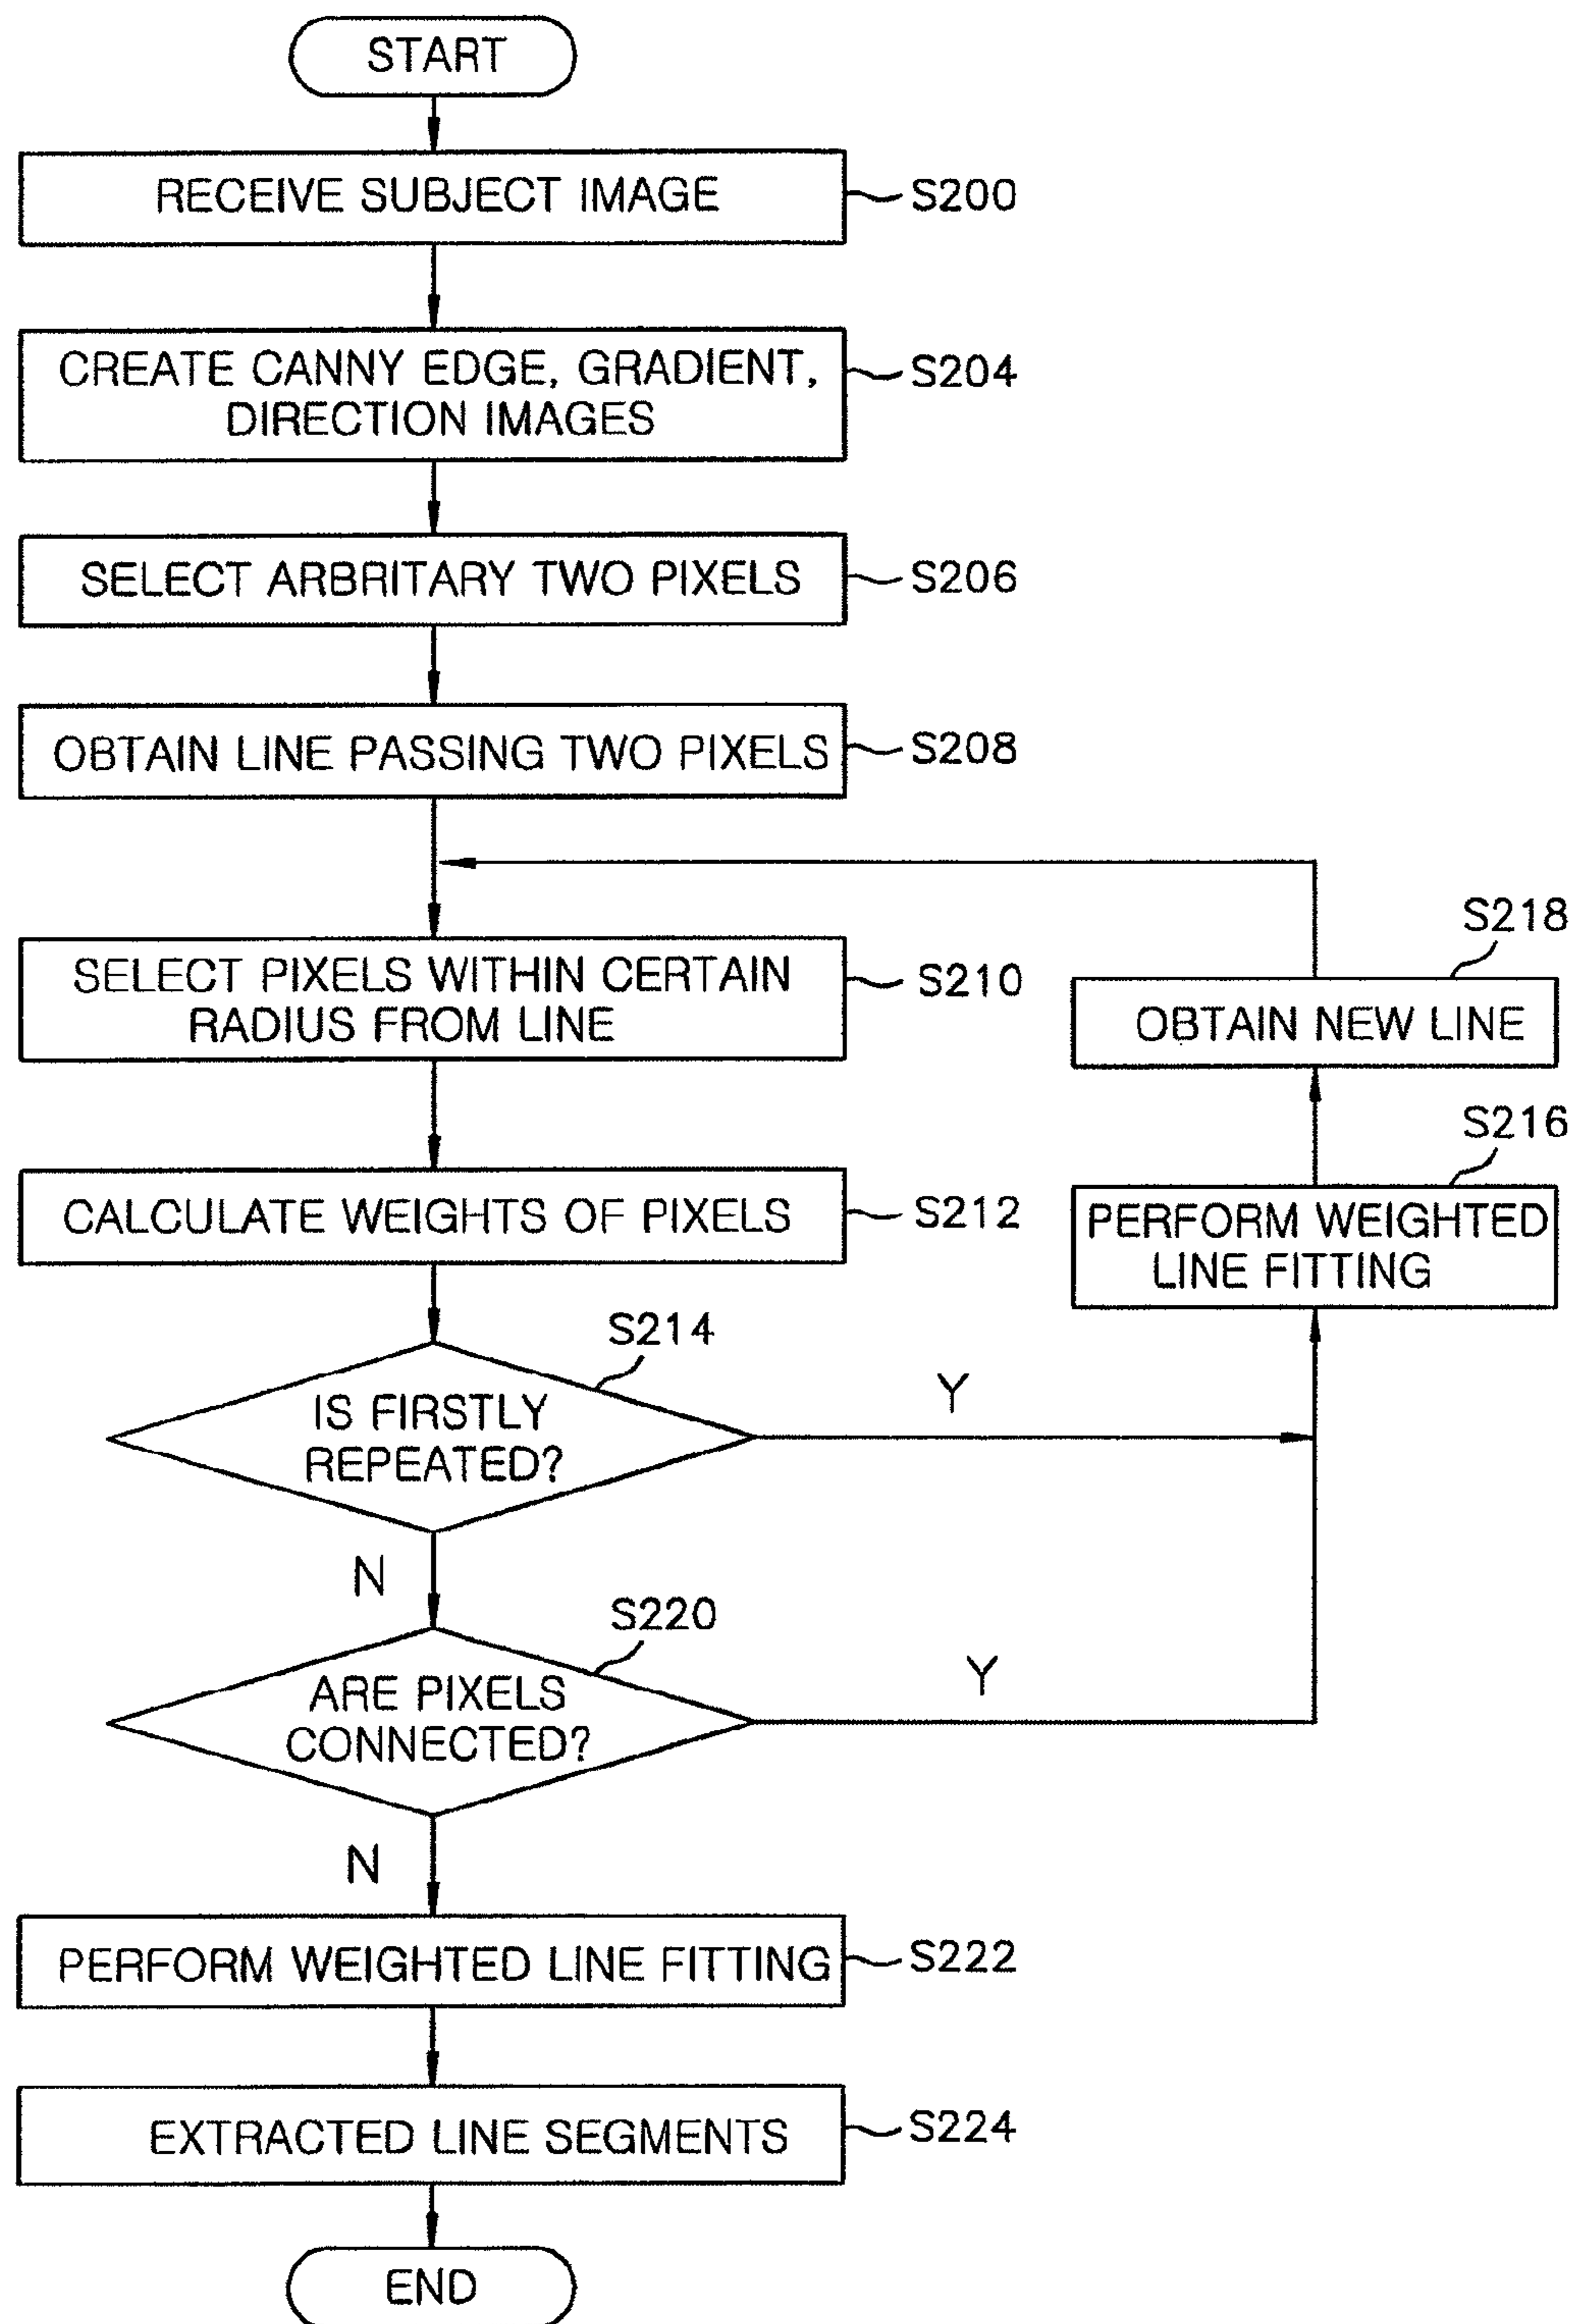 START
RECEIVE SUBJECT IMAGE
S200
CREATE CANNY EDGE, GRADIENT,
DIRECTION IMAGES
S204
SELECT ARBRITARY TWO PIXELS
S206
OBTAIN LINE PASSING TWO PIXELS
S208
SELECT PIXELS WITHIN CERTAIN
RADIUS FROM LINE
S210
S218
OBTAIN NEW LINE
S216
PERFORM WEIGHTED
LINE FITTING
CALCULATE WEIGHTS OF PIXELS
S212
S214
IS FIRSTLY
REPEATED?
Y
N
S220
ARE PIXELS
CONNECTED?
Y
N
PERFORM WEIGHTED LINE FITTING
S222
EXTRACTED LINE SEGMENTS
S224
END